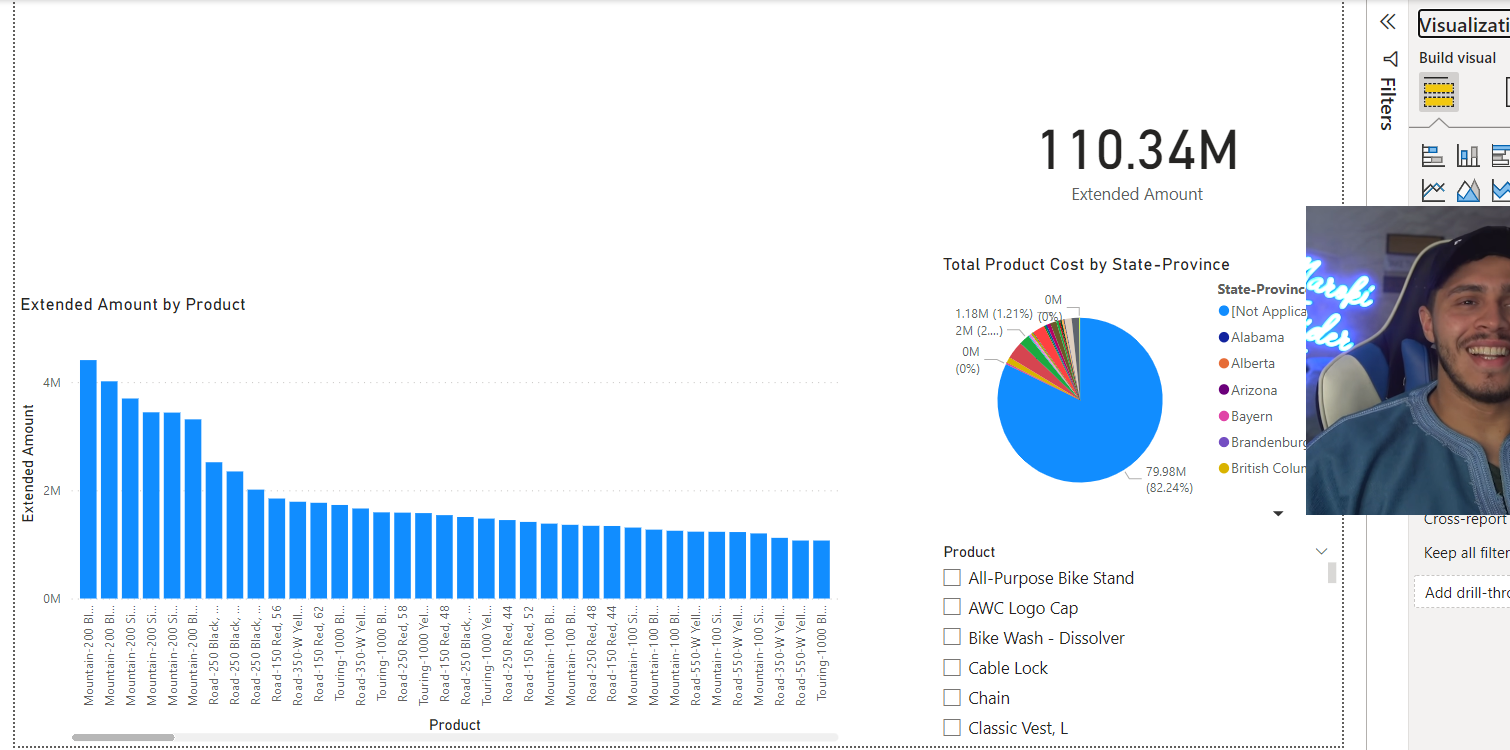 Visualizati
Build visual
Filters
110.34M
Extended Amount
Total Product Cost by State-Province
State-Provinc
[Not Applica
Alabama
Alberta
Arizona
Bayern
Brandenburg
British Colun
0M
(0%)
1.18M (1.21%)
2M (2....)
0M
(0%)
79.98M
(82.24%)
Extended Amount by Product
Extended Amount
4M
2M
0M
Mountain-200 Bl...
Mountain-200 Bl...
Mountain-200 Si...
Mountain-200 Si...
Mountain-200 Si...
Mountain-200 Bl...
Road-250 Black, ...
Road-250 Black, ...
Road-250 Black, ...
Road-150 Red, 56
Road-350-W Yell...
Road-150 Red, 62
Touring-1000 Bl...
Road-350-W Yell...
Touring-1000 Bl...
Road-250 Red, 58
Touring-1000 Yel...
Road-150 Red, 48
Road-250 Black, ...
Touring-1000 Yel...
Road-250 Red, 44
Road-150 Red, 52
Mountain-100 Bl...
Mountain-100 Bl...
Road-250 Red, 48
Road-150 Red, 44
Mountain-100 Si...
Mountain-100 Bl...
Mountain-100 Bl...
Road-550-W Yell...
Mountain-100 Si...
Road-550-W Yell...
Mountain-100 Si...
Road-350-W Yell...
Road-550-W Yell...
Touring-1000 Bl...
Product
Product
All-Purpose Bike Stand
AWC Logo Cap
Bike Wash - Dissolver
Cable Lock
Chain
Classic Vest, L
Cross-report
Keep all filter
Add drill-thro